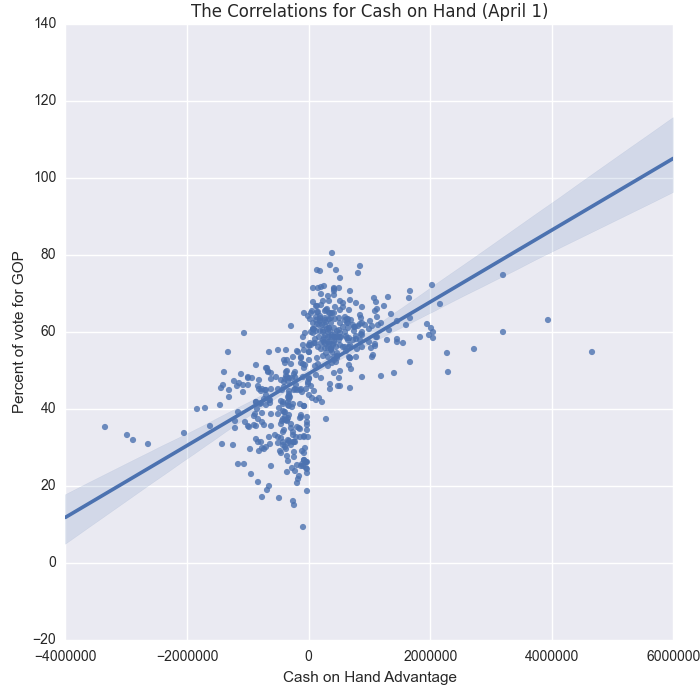 The Correlations for Cash on Hand (April 1)
140
120
100
80
60
40
20
0
−20
Percent of vote for GOP
−4000000 −2000000 0 2000000 4000000 6000000
Cash on Hand Advantage